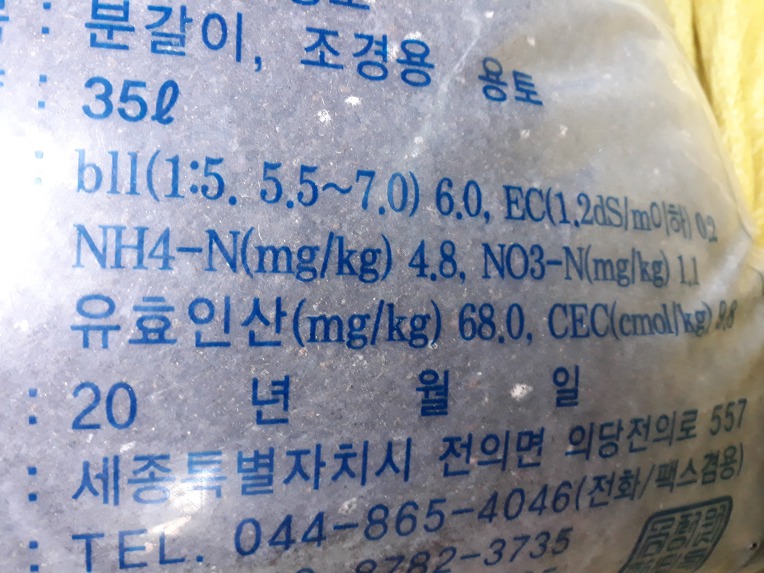 : 분갈이, 조경용 용토
: 35ℓ
: bII(1:5. 5.5~7.0) 6.0, EC(1.2dS/m이하) 0.2
NH4-N(mg/kg) 4.8, NO3-N(mg/kg) 1.1
유효인산(mg/kg) 68.0, CEC(cmol/kg)
: 20 년 월 일
: 세종특별자치시 전의면 의당전의로 557
: TEL. 044-865-4046(전화/팩스겸용)
8782-3735